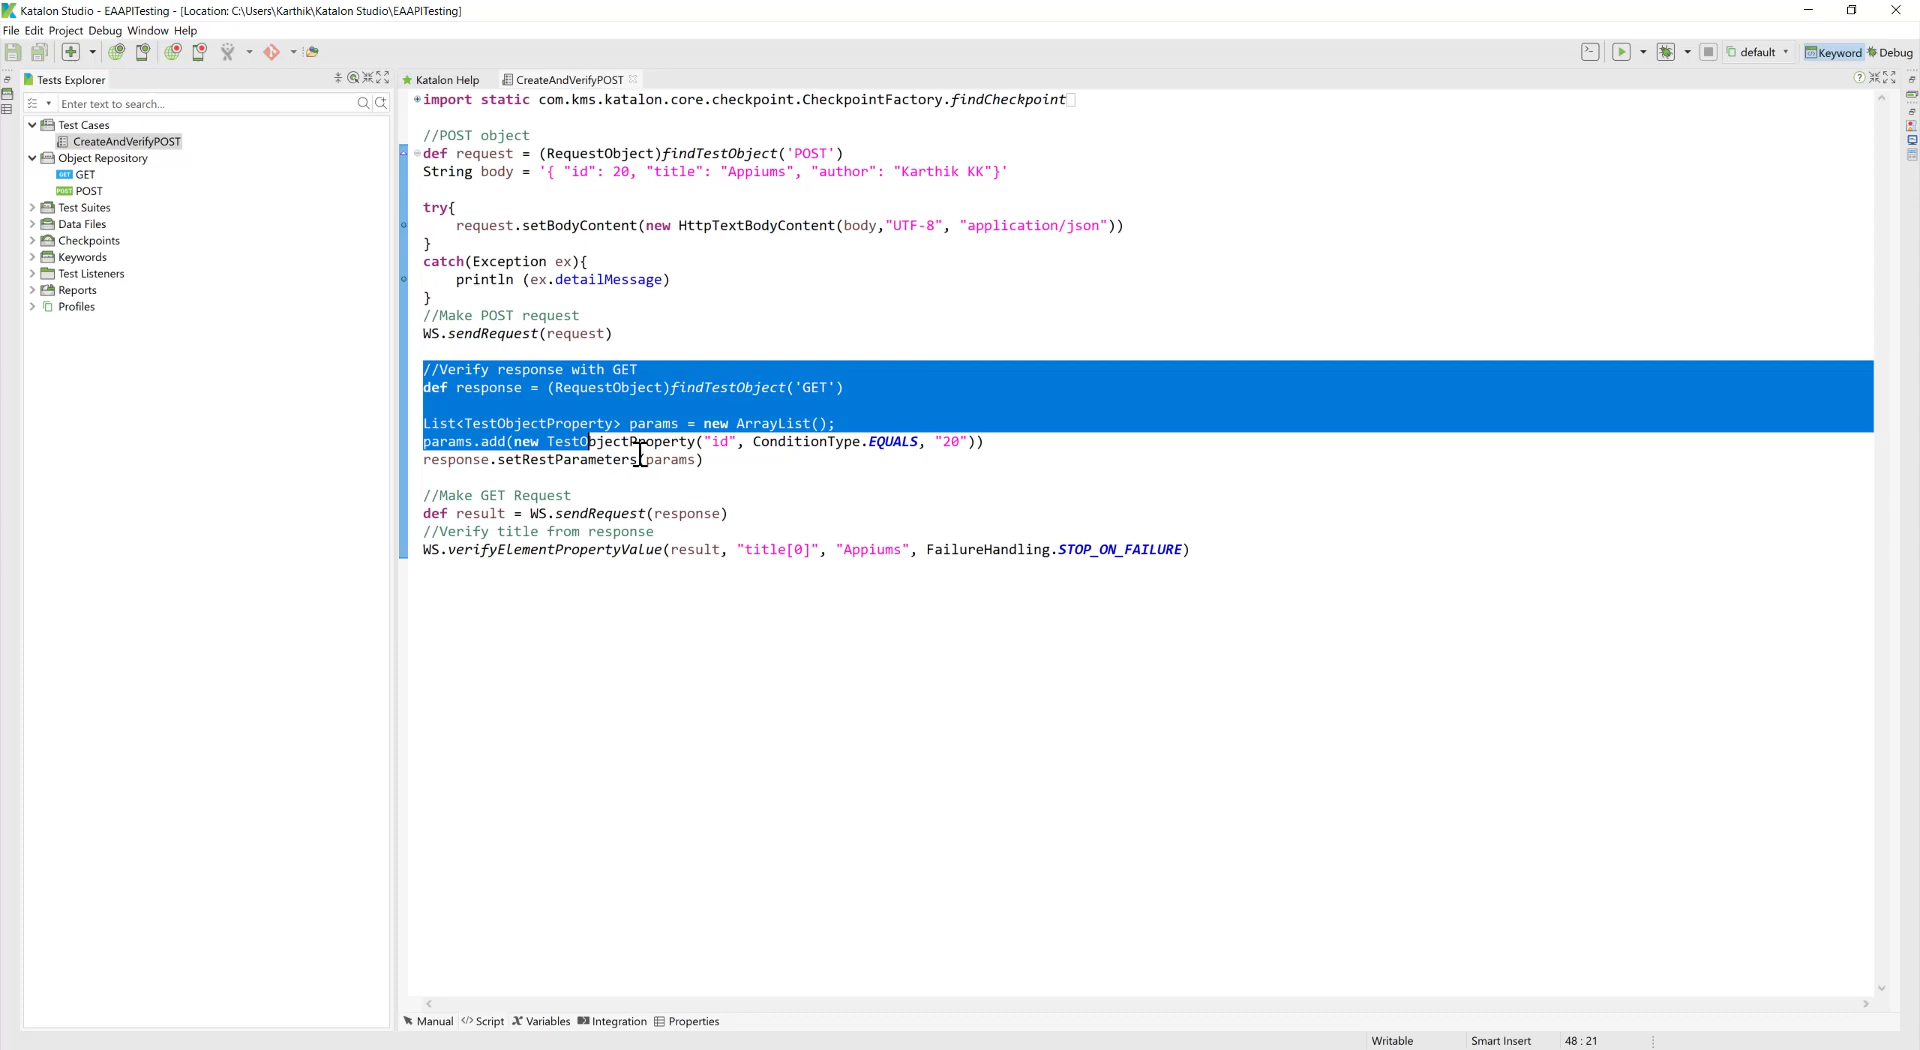 Katalon Studio - EAAPITesting - [Location: C:\Users\Karthik\Katalon Studio\EAAPITesting]
File Edit Project Debug Window Help
default
Keyword
Debug
Tests Explorer
Katalon Help
CreateAndVerifyPOST
Enter text to search...
Test Cases
CreateAndVerifyPOST
Object Repository
GET GET
POST POST
Test Suites
Data Files
Checkpoints
Keywords
Test Listeners
Reports
Profiles
import static com.kms.katalon.core.checkpoint.CheckpointFactory.findCheckpoint
//POST object
def request = (RequestObject)findTestObject('POST')
String body = '{ "id": 20, "title": "Appiums", "author": "Karthik KK"}'
try{
request.setBodyContent(new HttpTextBodyContent(body,"UTF-8", "application/json"))
}
catch(Exception ex){
println (ex.detailMessage)
}
//Make POST request
WS.sendRequest(request)
//Verify response with GET
def response = (RequestObject)findTestObject('GET')
List<TestObjectProperty> params = new ArrayList();
params.add(new TestObjectProperty("id", ConditionType.EQUALS, "20"))
response.setRestParameters(params)
//Make GET Request
def result = WS.sendRequest(response)
//Verify title from response
WS.verifyElementPropertyValue(result, "title[0]", "Appiums", FailureHandling.STOP_ON_FAILURE)
Manual
Script
Variables
Integration
Properties
Writable
Smart Insert
48 : 21